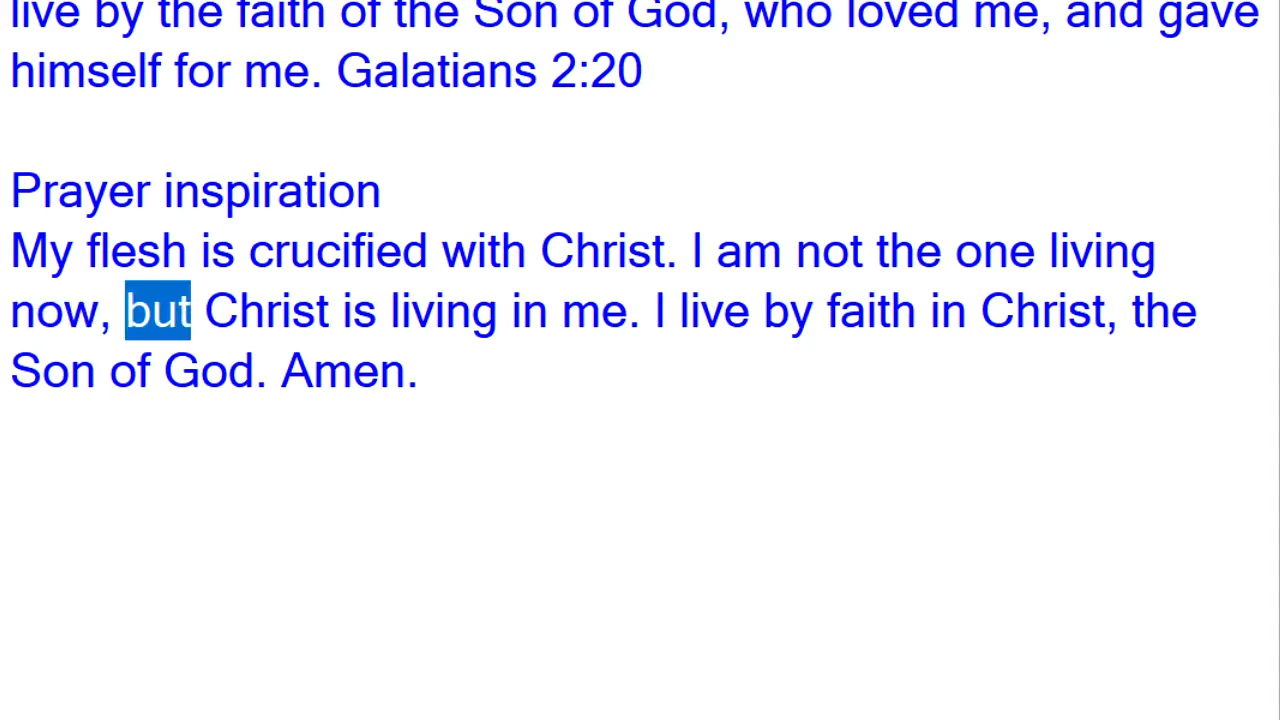 live by the faith of the Son of God, who loved me, and gave
himself for me. Galatians 2:20
Prayer inspiration
My flesh is crucified with Christ. I am not the one living
now, but Christ is living in me. I live by faith in Christ, the
Son of God. Amen.